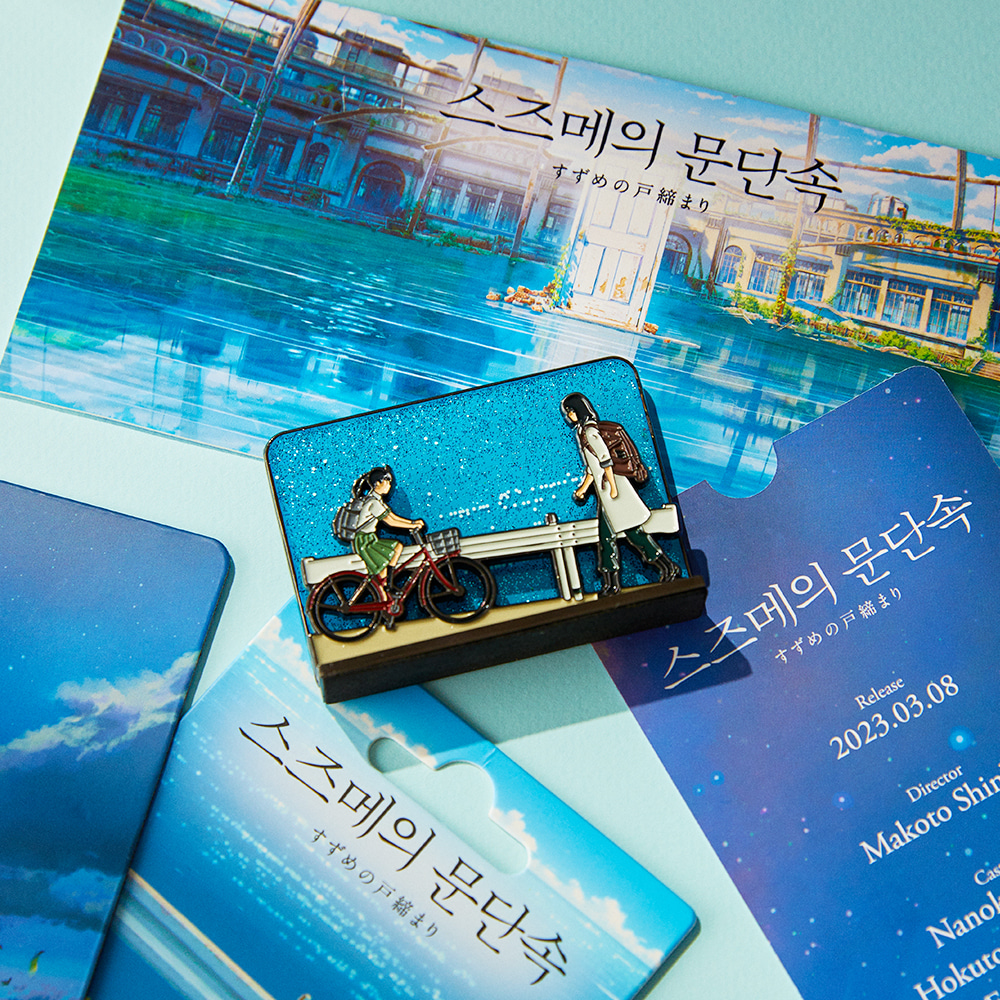 스즈메의 문단속
すずめの戸締まり
스즈메의 문단속
すずめの戸締まり
Release
2023.03.08
Director
Makoto
스즈메의 문단속
すずめの戸締まり